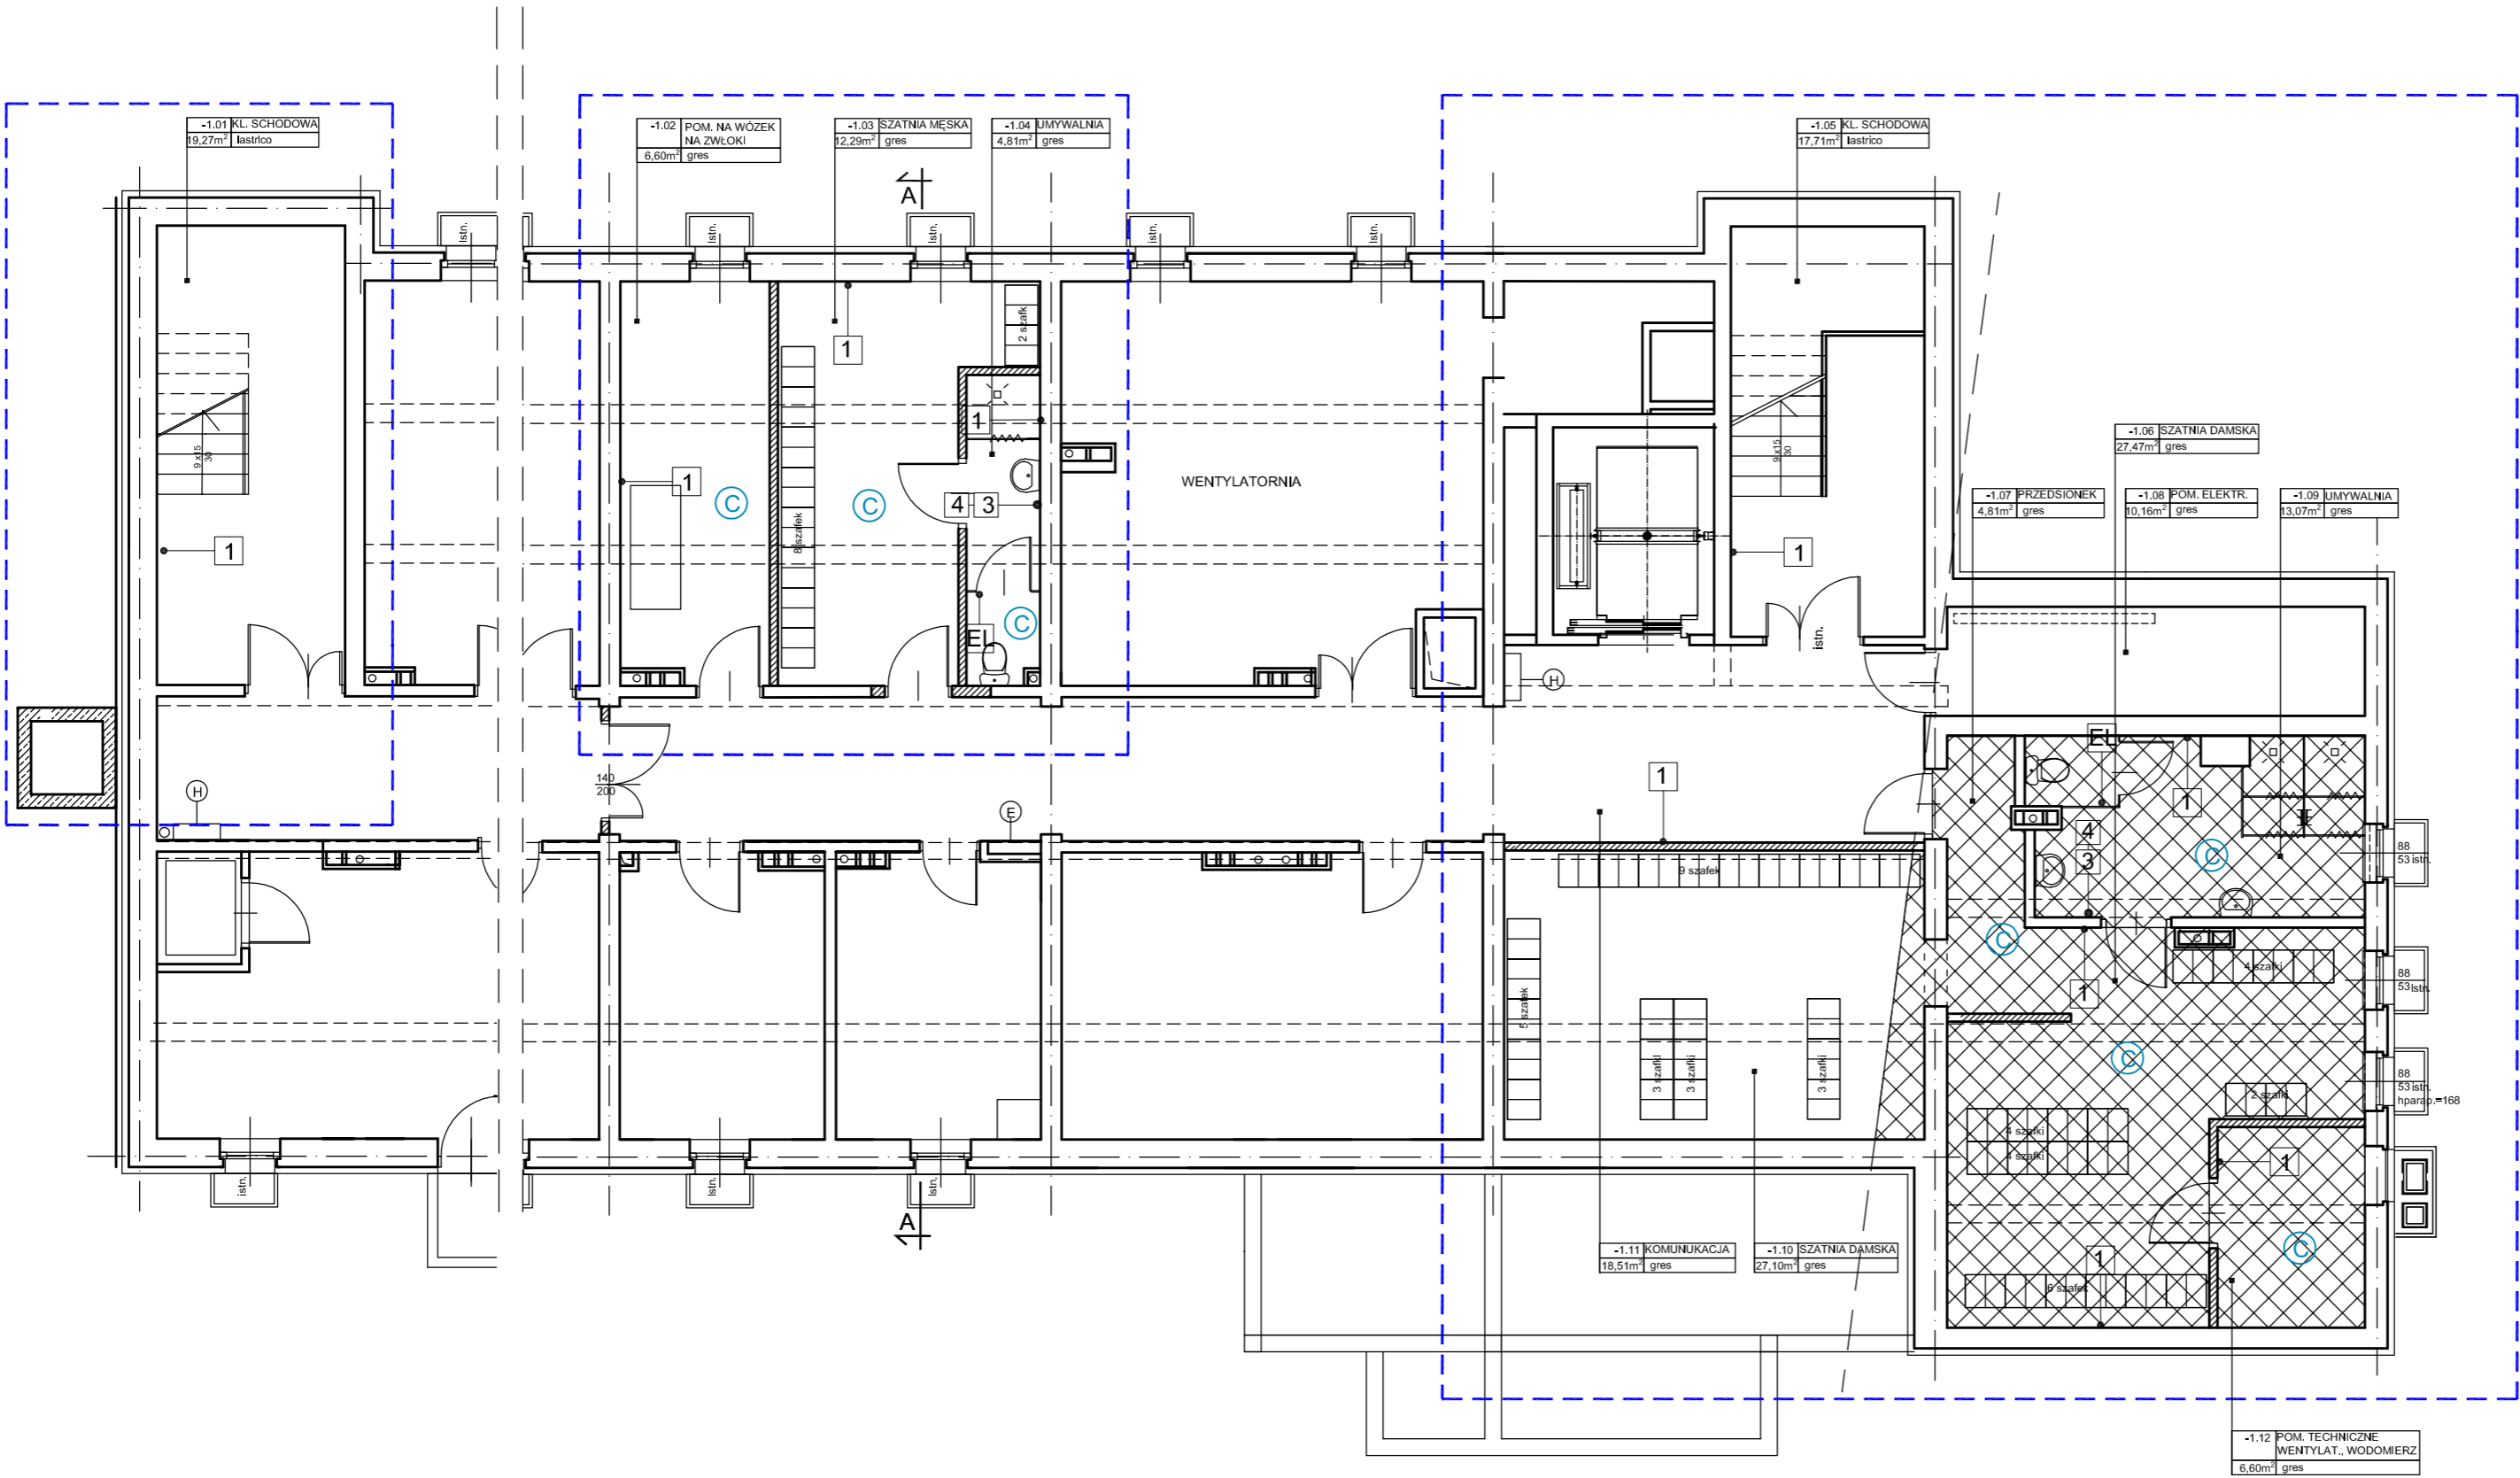 -1.01 KL. SCHODOWA
19,27m² lastrico
-1.02 POM. NA WÓZEK
NA ZWŁOKI
6,60m² gres
-1.03 SZATNIA MĘSKA
12,29m² gres
-1.04 UMYWALNIA
4,81m² gres
-1.05 KL. SCHODOWA
17,71m² lastrico
A
Istn.
Istn.
Istn.
istn.
Istn.
2 szafk
1
1
9 x15
30
9 x15
30
-1.06 SZATNIA DAMSKA
27,47m² gres
1
C
C
4
3
WENTYLATORNIA
-1.07 PRZEDSIONEK
4,81m² gres
-1.08 POM. ELEKTR.
10,16m² gres
-1.09 UMYWALNIA
13,07m² gres
8 szafek
1
1
C
EL
istn.
H
EL
H
140
200
1
1
E
4
3
C
88
53 istn.
9 szafek
C
4 szafki
88
53 istn.
5 szafek
1
3 szafki
3 szafki
3 szafki
C
88
53 istn.
hparap.=168
2 szafki
4 szafki
4 szafki
1
istn.
Istn.
Istn.
A
C
1
-1.11 KOMUNUKACJA
18,51m² gres
-1.10 SZATNIA DAMSKA
27,10m² gres
6 szafek
-1.12 POM. TECHNICZNE
WENTYLAT., WODOMIERZ
6,60m² gres